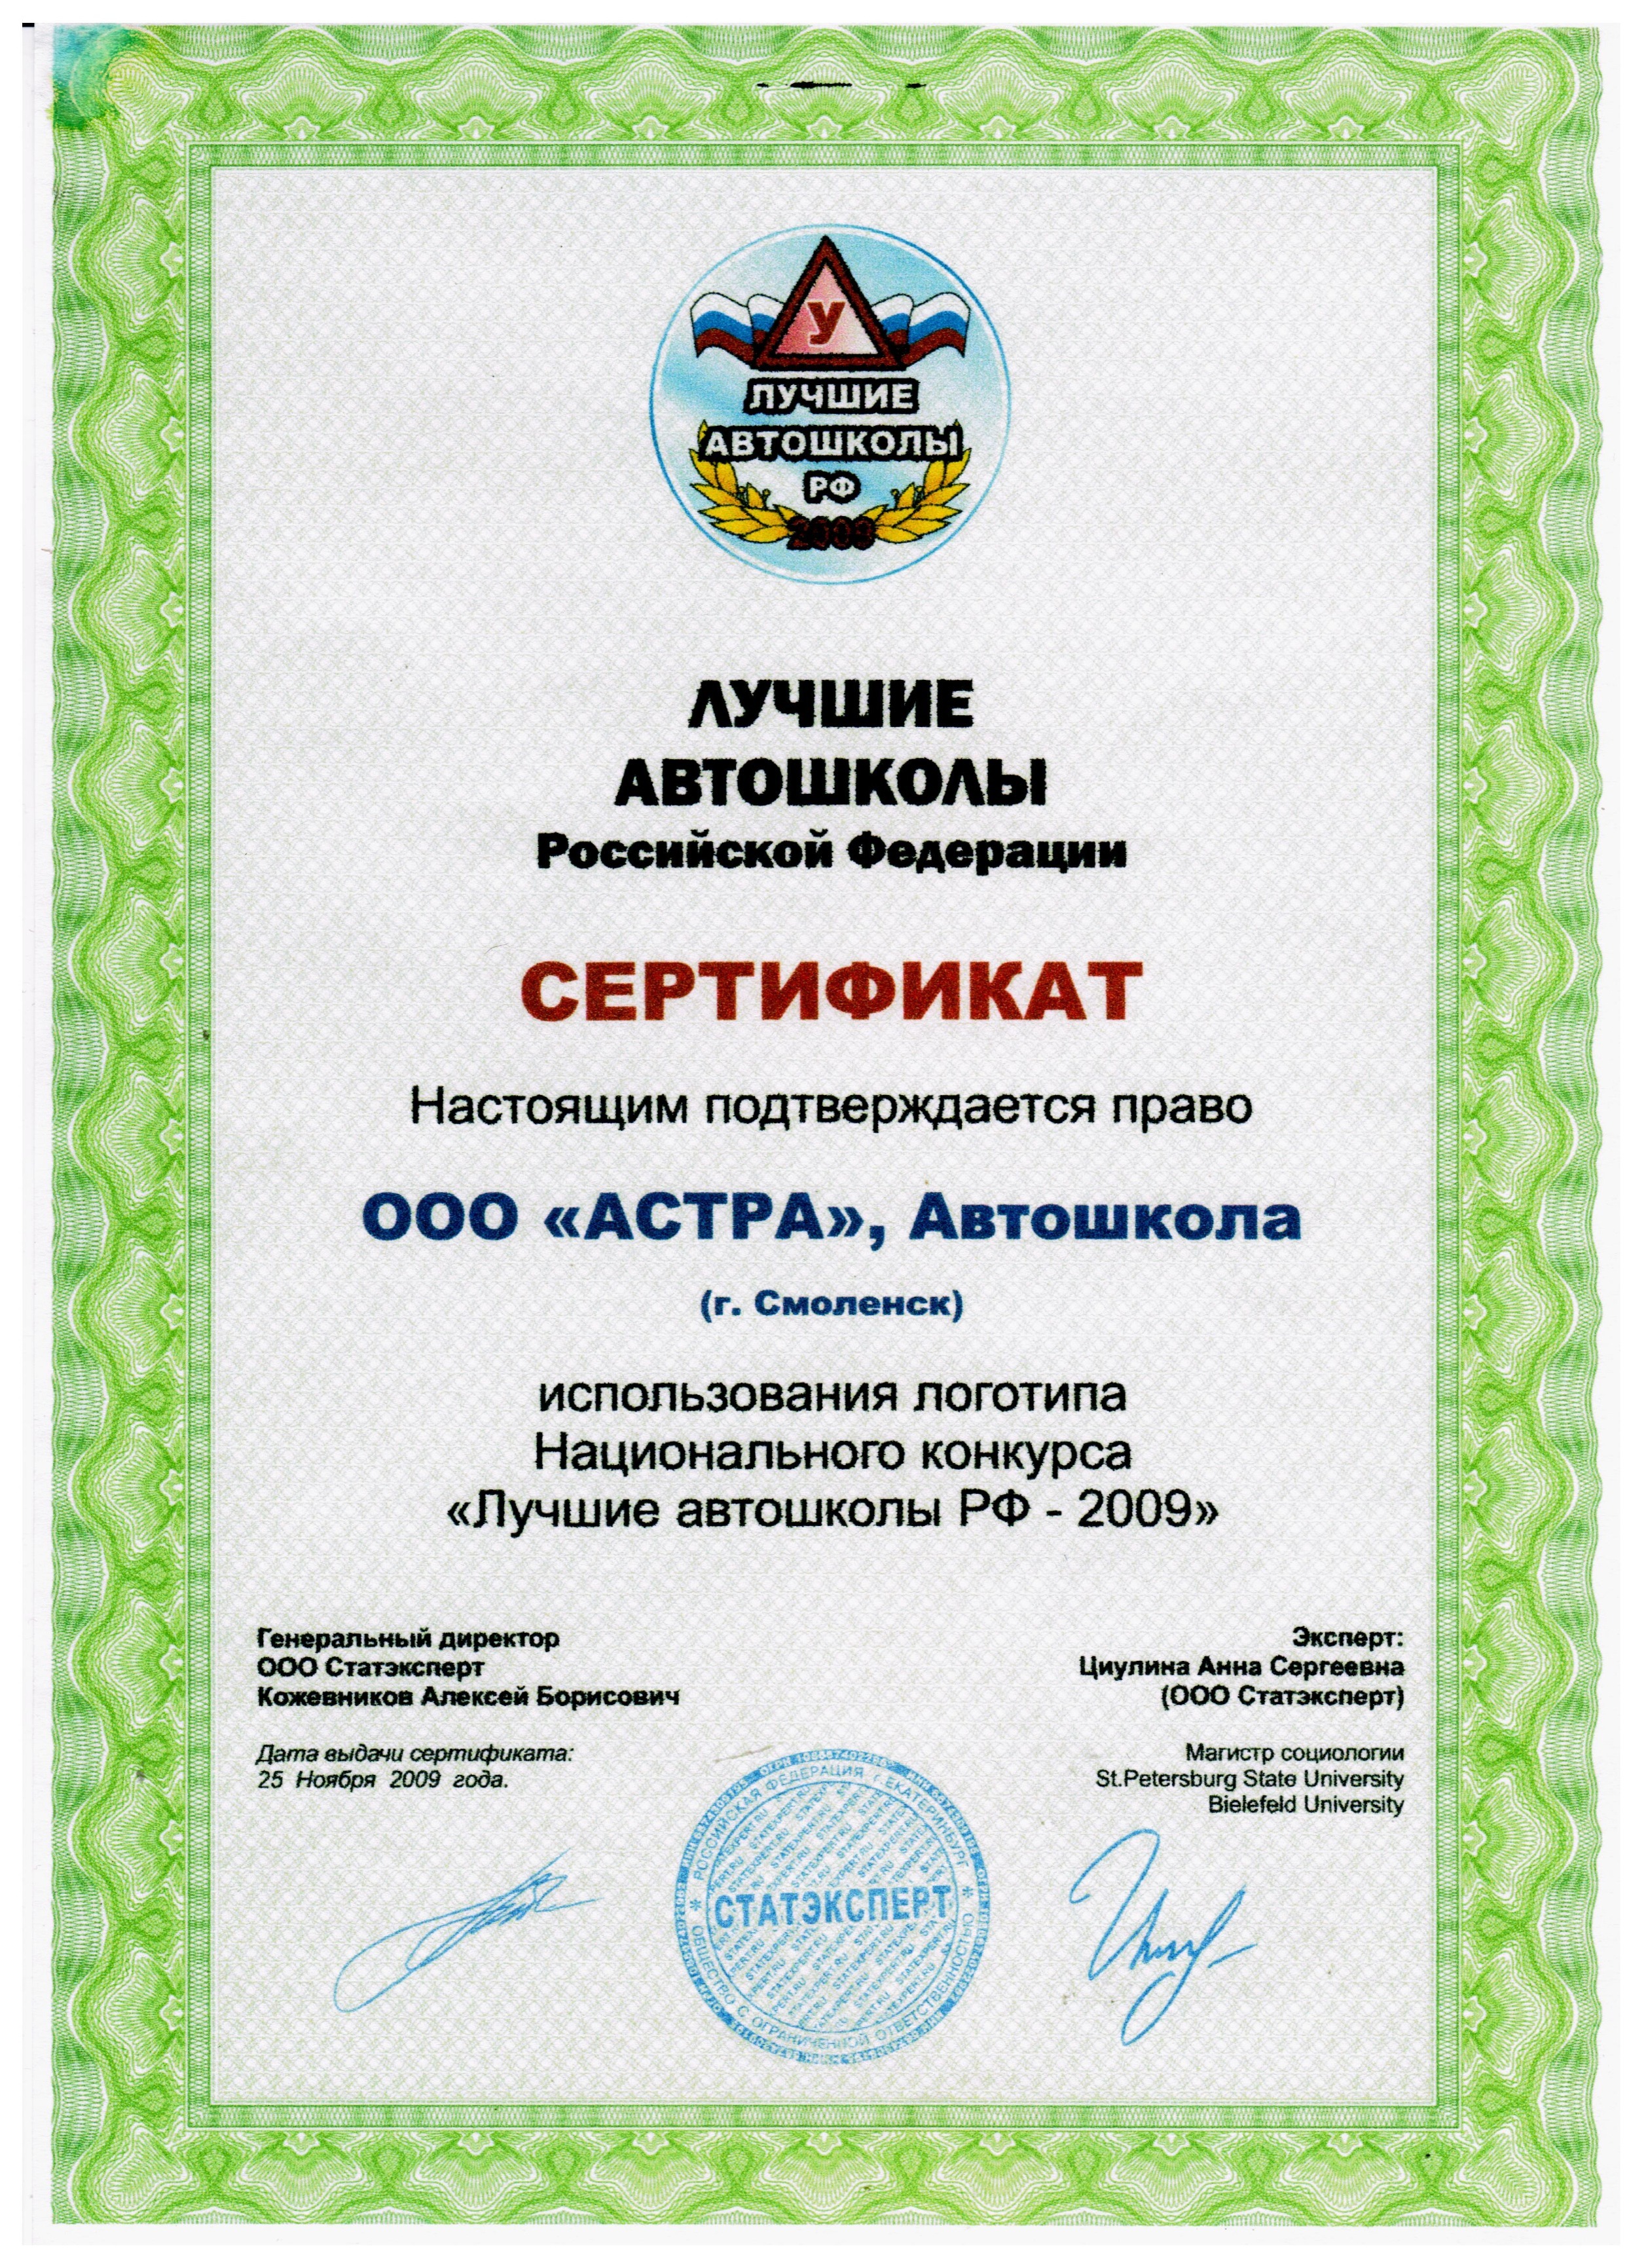 У
ЛУЧШИЕ
АВТОШКОЛЫ
РФ
2009
ЛУЧШИЕ
АВТОШКОЛЫ
Российской Федерации
СЕРТИФИКАТ
Настоящим подтверждается право
ООО «АСТРА», Автошкола
(г. Смоленск)
использования логотипа
Национального конкурса
«Лучшие автошколы РФ - 2009»
Генеральный директор
ООО Статэксперт
Кожевников Алексей Борисович
Дата выдачи сертификата:
25 Ноября 2009 года.
Эксперт:
Циулина Анна Сергеевна
(ООО Статэксперт)
Магистр социологии
St.Petersburg State University
Bielefeld University
РОССИЙСКАЯ ФЕДЕРАЦИЯ г.ЕКАТЕРИНБУРГ
СТАТЭКСПЕРТ
ОБЩЕСТВО С ОГРАНИЧЕННОЙ ОТВЕТСТВЕННОСТЬЮ